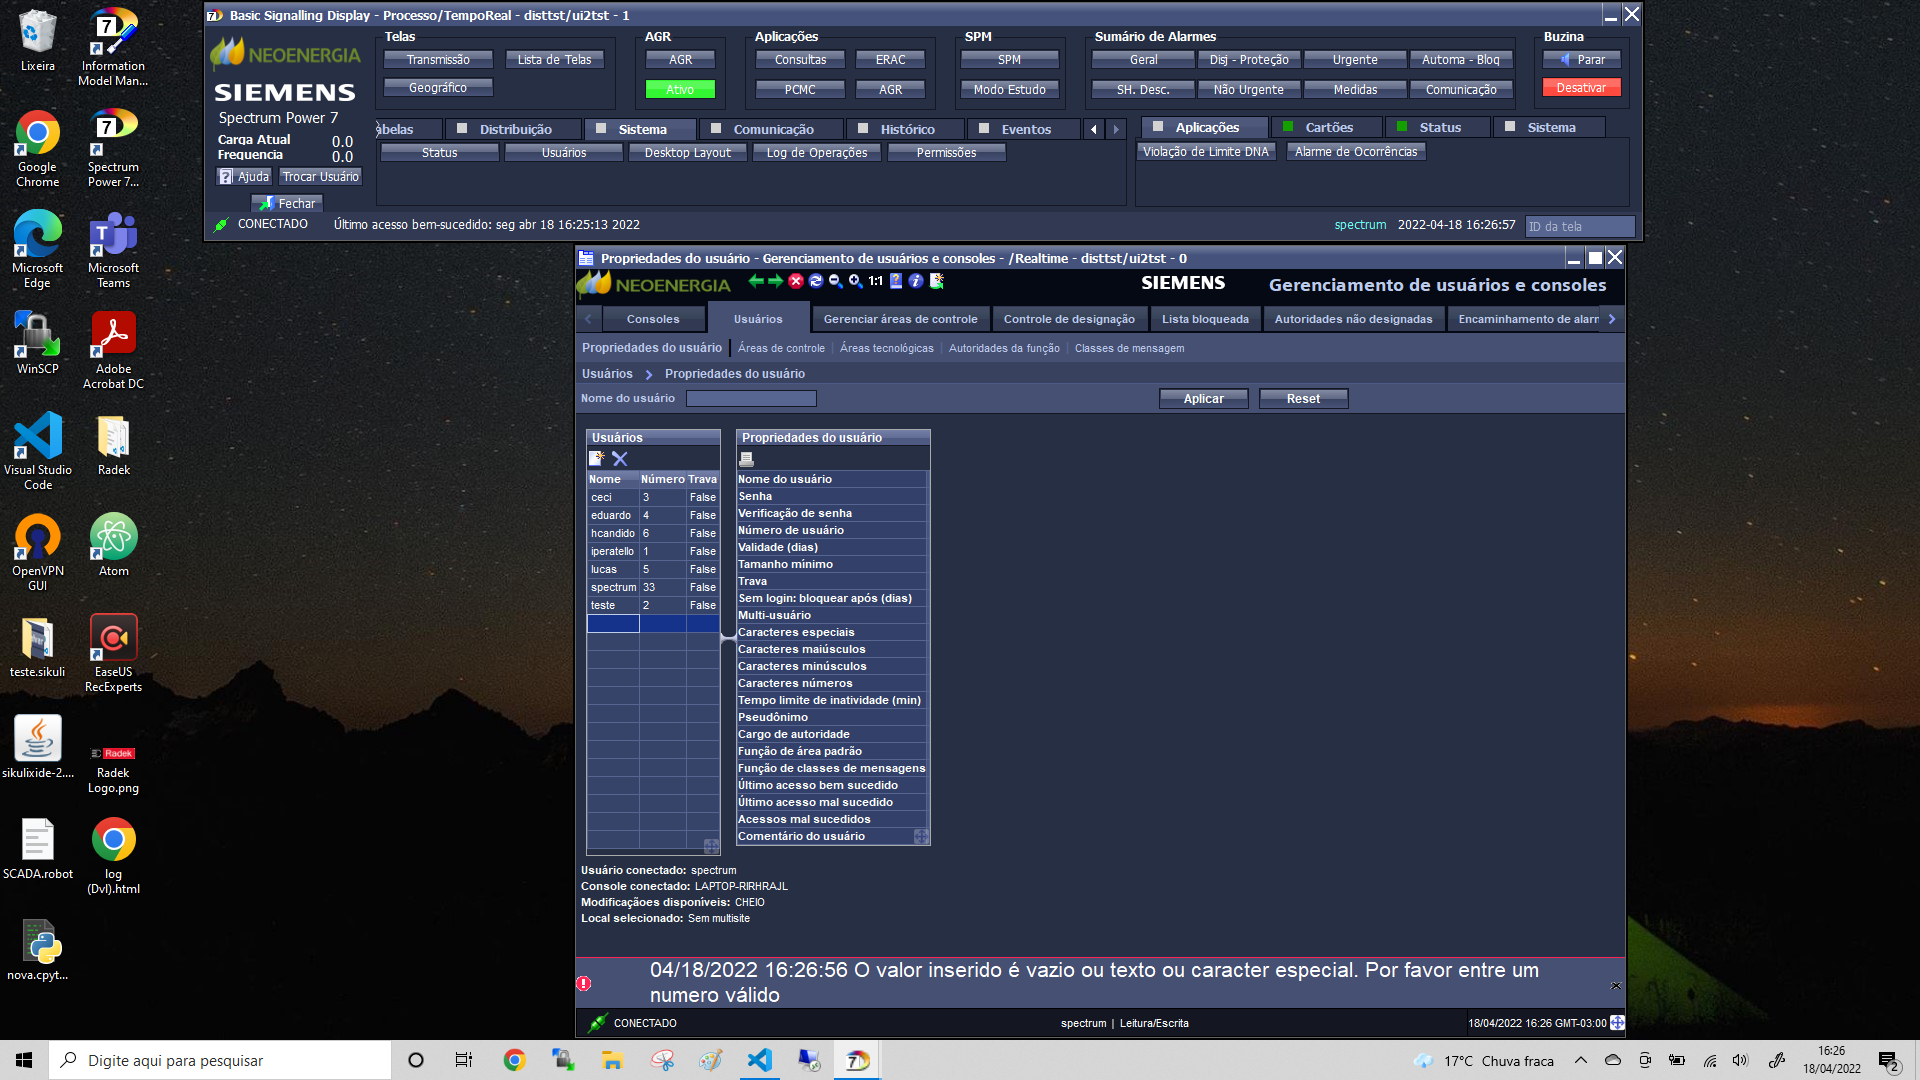 Lixeira
Information Model Man...
Google Chrome
Spectrum Power 7...
Microsoft Edge
Microsoft Teams
WinSCP
Adobe Acrobat DC
Visual Studio Code
Radek
OpenVPN GUI
Atom
teste.sikuli
EaseUS RecExperts
sikulixide-2....
Radek Logo.png
SCADA.robot
log (Dvl).html
nova.cpyt...
Basic Signalling Display - Processo/TempoReal - disttst/ui2tst - 1
NEOENERGIA
SIEMENS
Spectrum Power 7
Carga Atual 0.0
Frequencia 0.0
Ajuda Trocar Usuário
Fechar
Telas
Transmissão Lista de Telas
Geográfico
AGR
AGR
Ativo
Aplicações
Consultas ERAC
PCMC AGR
SPM
SPM
Modo Estudo
Sumário de Alarmes
Geral Disj - Proteção Urgente Automa - Bloq
SH. Desc. Não Urgente Medidas Comunicação
Buzina
Parar
Desativar
abelas Distribuição Sistema Comunicação Histórico Eventos
Status Usuários Desktop Layout Log de Operações Permissões
Aplicações Cartões Status Sistema
Violação de Limite DNA Alarme de Ocorrências
CONECTADO Último acesso bem-sucedido: seg abr 18 16:25:13 2022 spectrum 2022-04-18 16:26:57 ID da tela
Propriedades do usuário - Gerenciamento de usuários e consoles - /Realtime - disttst/ui2tst - 0
NEOENERGIA 1:1 SIEMENS Gerenciamento de usuários e consoles
Consoles Usuários Gerenciar áreas de controle Controle de designação Lista bloqueada Autoridades não designadas Encaminhamento de alarn
Propriedades do usuário Áreas de controle Áreas tecnológicas Autoridades da função Classes de mensagem
Usuários Propriedades do usuário
Nome do usuário Aplicar Reset
Usuários
Nome Número Trava
ceci 3 False
eduardo 4 False
hcandido 6 False
iperatello 1 False
lucas 5 False
spectrum 33 False
teste 2 False
Propriedades do usuário
Nome do usuário
Senha
Verificação de senha
Número de usuário
Validade (dias)
Tamanho mínimo
Trava
Sem login: bloquear após (dias)
Multi-usuário
Caracteres especiais
Caracteres maiúsculos
Caracteres minúsculos
Caracteres números
Tempo limite de inatividade (min)
Pseudônimo
Cargo de autoridade
Função de área padrão
Função de classes de mensagens
Último acesso bem sucedido
Último acesso mal sucedido
Acessos mal sucedidos
Comentário do usuário
Usuário conectado: spectrum
Console conectado: LAPTOP-RIRHRAJL
Modificaçãoes disponíveis: CHEIO
Local selecionado: Sem multisite
04/18/2022 16:26:56 O valor inserido é vazio ou texto ou caracter especial. Por favor entre um
numero válido
CONECTADO spectrum | Leitura/Escrita 18/04/2022 16:26 GMT-03:00
Digite aqui para pesquisar
17°C Chuva fraca
16:26
18/04/2022
2